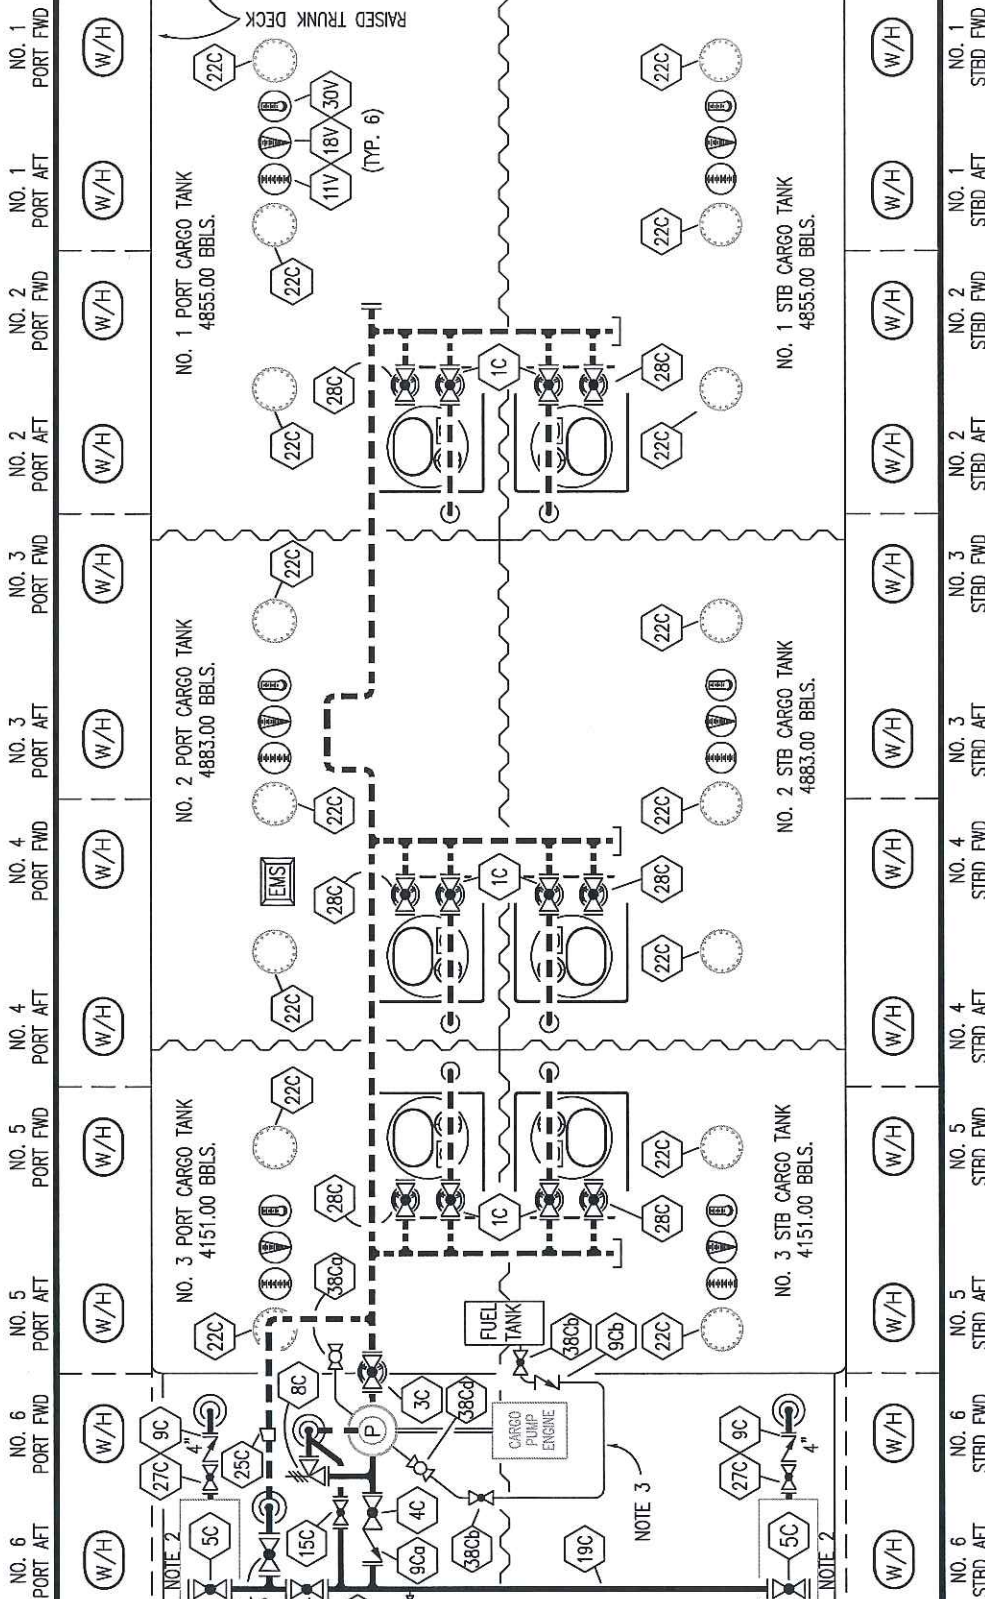 RAISED TRUNK DECK
NO. 1
PORT FWD
NO. 1
PORT AFT
NO. 2
PORT FWD
NO. 2
PORT AFT
NO. 3
PORT FWD
NO. 3
PORT AFT
NO. 4
PORT FWD
NO. 4
PORT AFT
NO. 5
PORT FWD
NO. 5
PORT AFT
NO. 6
PORT FWD
NO. 6
PORT AFT
W/H
W/H
W/H
W/H
W/H
W/H
W/H
W/H
W/H
W/H
W/H
W/H
NO. 1 PORT CARGO TANK
4855.00 BBLS.
22C
30V
18V
11V
(TYP. 6)
22C
22C
28C
1C
28C
NO. 1 STB CARGO TANK
4855.00 BBLS.
22C
22C
22C
NO. 2 PORT CARGO TANK
4883.00 BBLS.
22C
22C
EMS
22C
28C
1C
28C
NO. 2 STB CARGO TANK
4883.00 BBLS.
22C
22C
22C
NO. 3 PORT CARGO TANK
4151.00 BBLS.
22C
22C
28C
1C
28C
38Ca
NO. 3 STB CARGO TANK
4151.00 BBLS.
22C
22C
FUEL
TANK
38Cb
9Cb
8C
3C
38Cd
P
CARGO
PUMP
ENGINE
NOTE 3
9C
4"
27C
25C
5C
NOTE 2
15C
4C
9Ca
38Cb
19C
9C
4"
27C
5C
NOTE 2
W/H
W/H
W/H
W/H
W/H
W/H
W/H
W/H
W/H
W/H
W/H
W/H
NO. 1
STBD FWD
NO. 1
STBD AFT
NO. 2
STBD FWD
NO. 2
STBD AFT
NO. 3
STBD FWD
NO. 3
STBD AFT
NO. 4
STBD FWD
NO. 4
STBD AFT
NO. 5
STBD FWD
NO. 5
STBD AFT
NO. 6
STBD FWD
NO. 6
STBD AFT